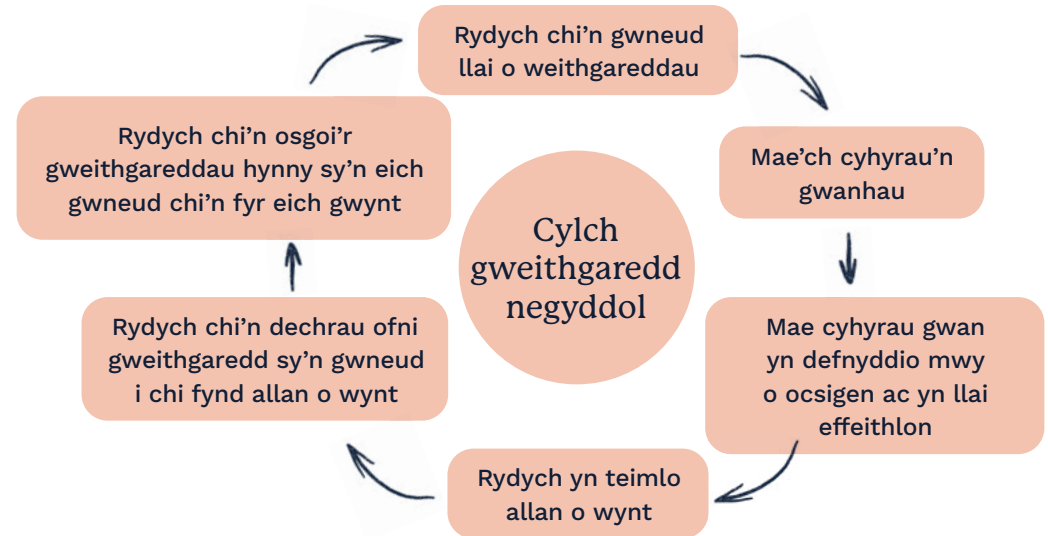 Rydych chi’n gwneud
llai o weithgareddau
Mae’ch cyhyrau’n
gwanhau
Mae cyhyrau gwan
yn defnyddio mwy
o ocsigen ac yn llai
effeithlon
Rydych yn teimlo
allan o wynt
Rydych chi’n dechrau ofni
gweithgaredd sy’n gwneud
i chi fynd allan o wynt
Rydych chi’n osgoi’r
gweithgareddau hynny sy’n eich
gwneud chi’n fyr eich gwynt
Cylch
gweithgaredd
negyddol